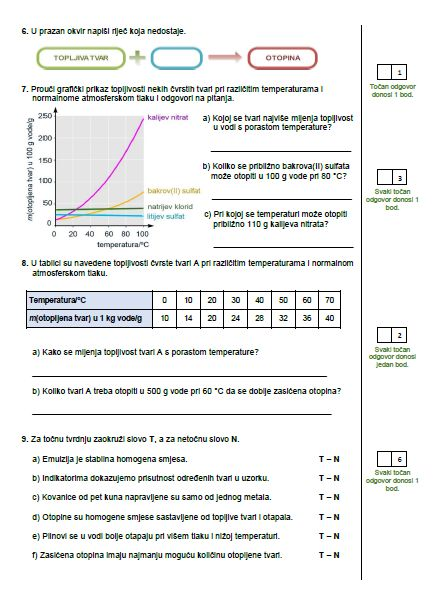 6. U prazan okvir napiši riječ koja nedostaje.
TOPLJIVA TVAR + OTOPINA
1
Točan odgovor
donosi 1 bod.
7. Prouči grafički prikaz topljivosti nekih čvrstih tvari pri različitim temperaturama i
normalnome atmosferskom tlaku i odgovori na pitanja.
m(otopljena tvar) u 100 g vode/g
250
200
150
100
50
0
0 20 40 60 80 100
temperatura/°C
kalijev nitrat
bakrov(II) sulfat
natrijev klorid
litijev sulfat
a) Kojoj se tvari najviše mijenja topljivost
u vodi s porastom temperature?
b) Koliko se približno bakrova(II) sulfata
može otopiti u 100 g vode pri 80 °C?
c) Pri kojoj se temperaturi može otopiti
približno 110 g kalijeva nitrata?
3
Svaki točan
odgovor donosi 1
bod.
8. U tablici su navedene topljivosti čvrste tvari A pri različitim temperaturama i normalnom
atmosferskom tlaku.
Temperatura/°C 0 10 20 30 40 50 60 70
m(otopljena tvar) u 1 kg vode/g 10 14 20 24 28 32 36 40
a) Kako se mijenja topljivost tvari A s porastom temperature?
b) Koliko tvari A treba otopiti u 500 g vode pri 60 °C da se dobije zasićena otopina?
2
Svaki točan
odgovor donosi
jedan bod.
9. Za točnu tvrdnju zaokruži slovo T, a za netočnu slovo N.
a) Emulzija je stabilna homogena smjesa. T – N
b) Indikatorima dokazujemo prisutnost određenih tvari u uzorku. T – N
c) Kovanice od pet kuna napravljene su samo od jednog metala. T – N
d) Otopine su homogene smjese sastavljene od topljive tvari i otapala. T – N
e) Plinovi se u vodi bolje otapaju pri višem tlaku i nižoj temperaturi. T – N
f) Zasićena otopina imaju najmanju moguću količinu otopljene tvari. T – N
6
Svaki točan
odgovor donosi 1
bod.